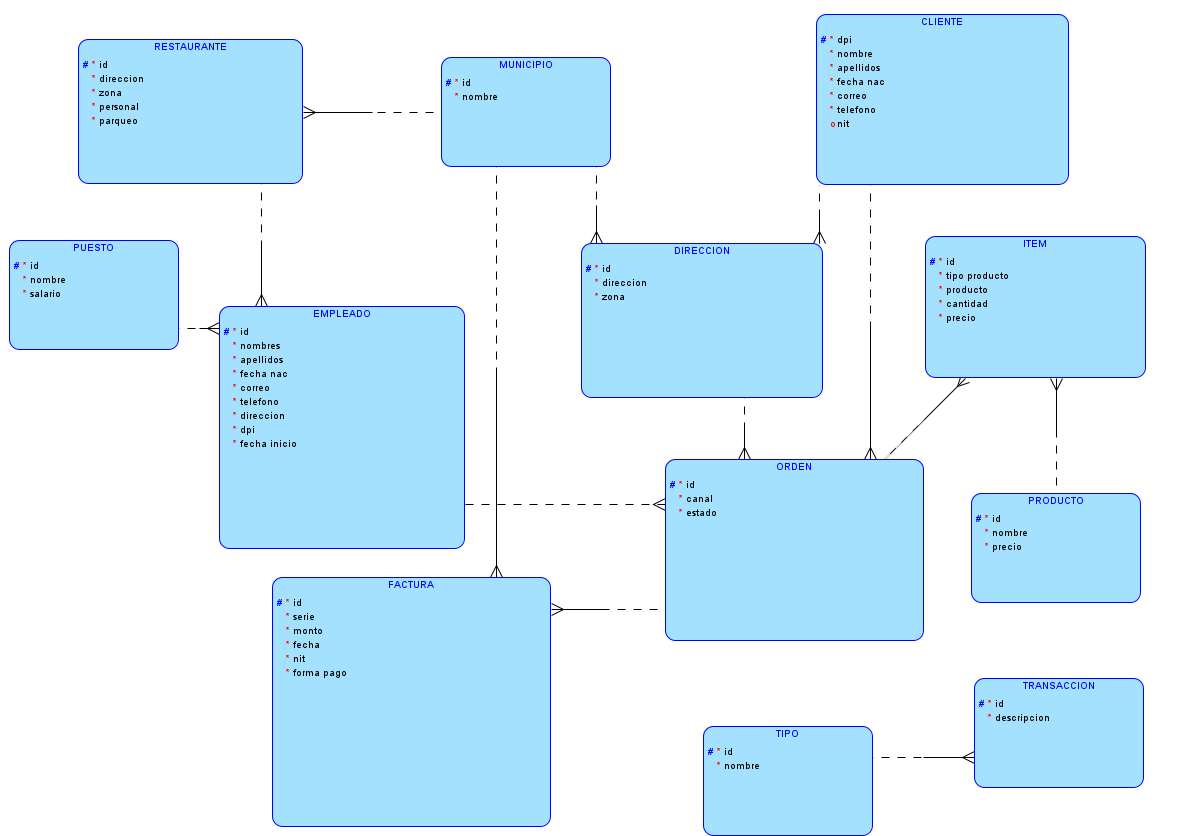 RESTAURANTE
# * id
* direccion
* zona
* personal
* parqueo
MUNICIPIO
# * id
* nombre
CLIENTE
# * dpi
* nombre
* apellidos
* fecha nac
* correo
* telefono
o nit
PUESTO
# * id
* nombre
* salario
DIRECCION
# * id
* direccion
* zona
ITEM
# * id
* tipo producto
* producto
* cantidad
* precio
EMPLEADO
# * id
* nombres
* apellidos
* fecha nac
* correo
* telefono
* direccion
* dpi
* fecha inicio
ORDEN
# * id
* canal
* estado
PRODUCTO
# * id
* nombre
* precio
FACTURA
# * id
* serie
* monto
* fecha
* nit
* forma pago
TRANSACCION
# * id
* descripcion
TIPO
# * id
* nombre